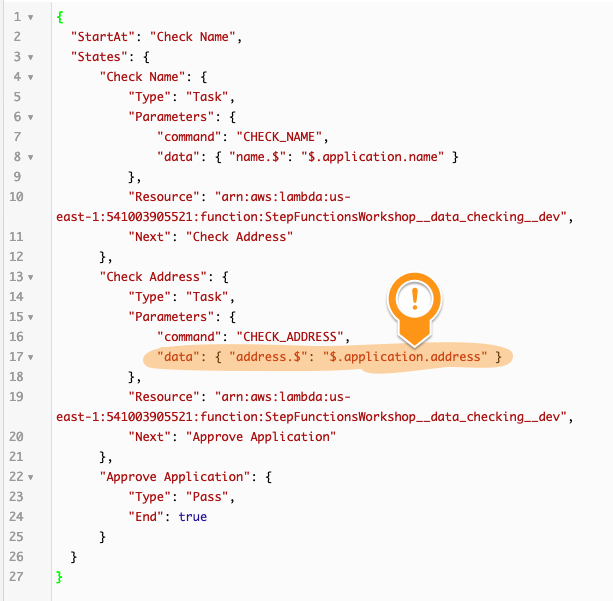 1 {
2 "StartAt": "Check Name",
3 "States": {
4 "Check Name": {
5 "Type": "Task",
6 "Parameters": {
7 "command": "CHECK_NAME",
8 "data": { "name.$": "$.application.name" }
9 },
10 "Resource": "arn:aws:lambda:us-
east-1:541003905521:function:StepFunctionsWorkshop__data_checking__dev",
11 "Next": "Check Address"
12 },
13 "Check Address": {
14 "Type": "Task",
15 "Parameters": {
16 "command": "CHECK_ADDRESS",
17 "data": { "address.$": "$.application.address" }
18 },
19 "Resource": "arn:aws:lambda:us-
east-1:541003905521:function:StepFunctionsWorkshop__data_checking__dev",
20 "Next": "Approve Application"
21 },
22 "Approve Application": {
23 "Type": "Pass",
24 "End": true
25 }
26 }
27 }